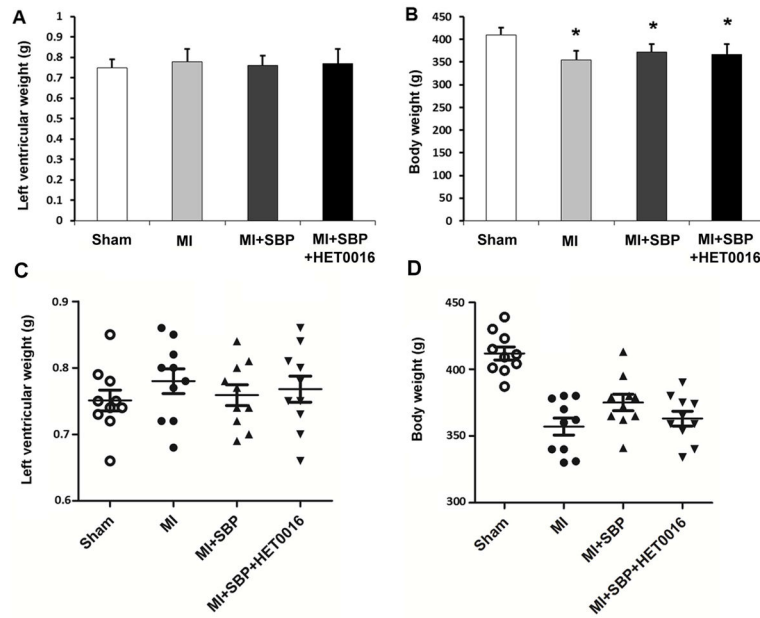 A
Left ventricular weight (g)
1
0.9
0.8
0.7
0.6
0.5
0.4
0.3
0.2
0.1
0
Sham
MI
MI+SBP
MI+SBP
+HET0016
B
Body weight (g)
450
400
350
300
250
200
150
100
50
0
*
*
*
Sham
MI
MI+SBP
MI+SBP
+HET0016
C
Left ventricular weight (g)
0.9
0.8
0.7
0.6
Sham
MI
MI+SBP
MI+SBP+HET0016
D
Body weight (g)
450
400
350
300
Sham
MI
MI+SBP
MI+SBP+HET0016